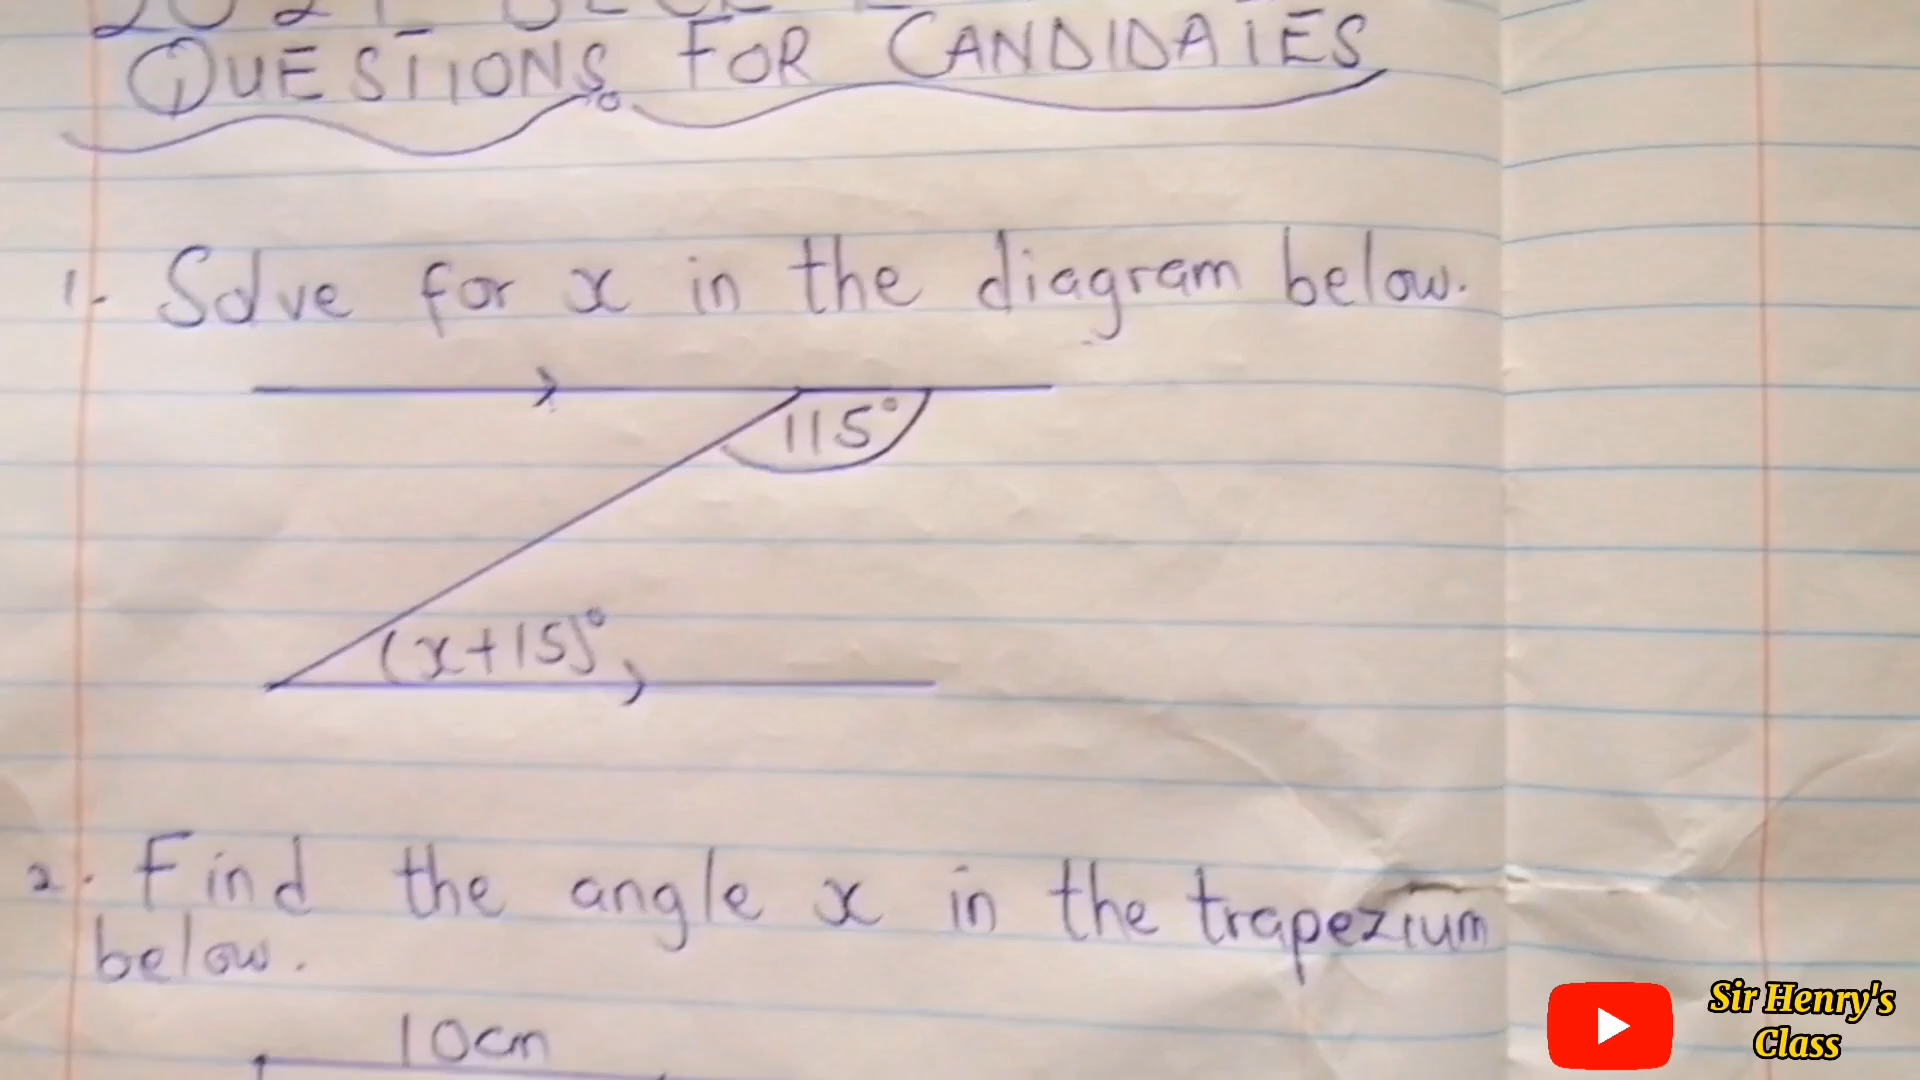 QUESTIONS FOR CANDIDATES
1. Solve for x in the diagram below.
115°
(x+15)°
2. Find the angle x in the trapezium
below.
10cm
Sir Henry's
Class